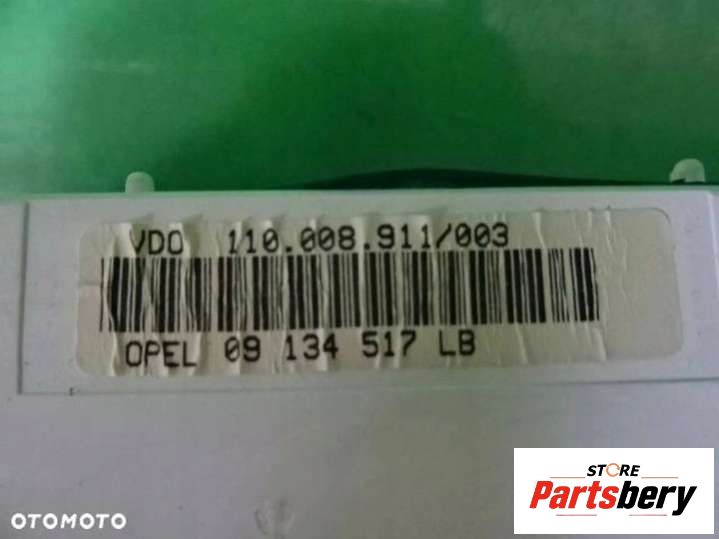 VDO 110.008.911/003
OPEL 09 134 517 LB
STORE
Partsbery
OTOMOTO